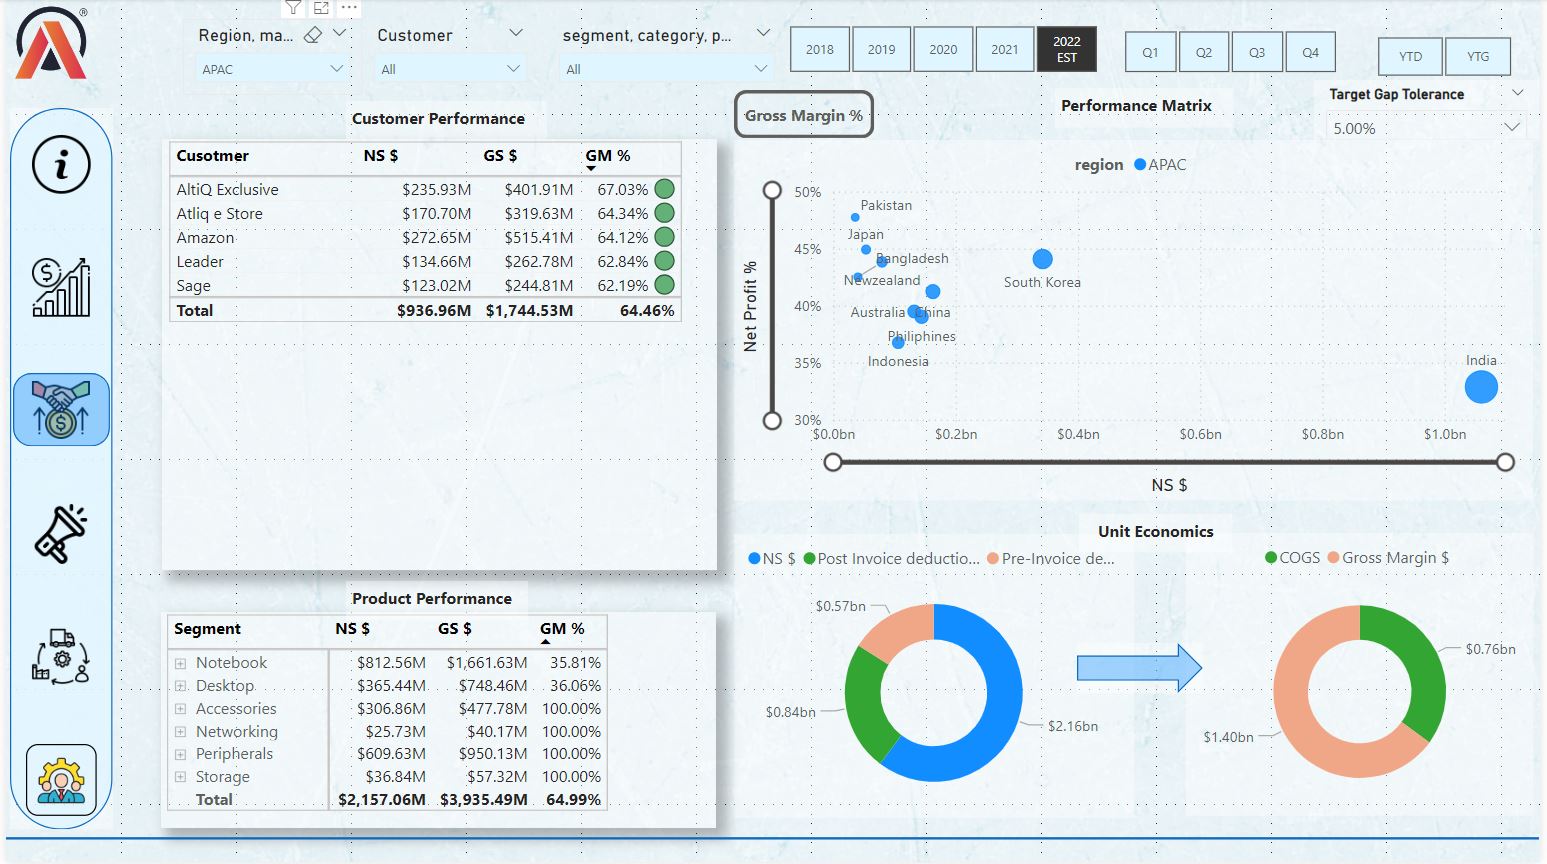 Region, ma...
APAC
Customer
All
segment, category, p...
All
2018
2019
2020
2021
2022
EST
Q1
Q2
Q3
Q4
YTD
YTG
®
i
Customer Performance
Cusotmer NS $ GS $ GM %
AltiQ Exclusive $235.93M $401.91M 67.03%
Atliq e Store $170.70M $319.63M 64.34%
Amazon $272.65M $515.41M 64.12%
Leader $134.66M $262.78M 62.84%
Sage $123.02M $244.81M 62.19%
Total $936.96M $1,744.53M 64.46%
Gross Margin %
Performance Matrix
Target Gap Tolerance
5.00%
region APAC
Net Profit %
50%
45%
40%
35%
30%
Pakistan
Japan
Bangladesh
Newzealand
South Korea
Australia
China
Philiphines
Indonesia
India
$0.0bn $0.2bn $0.4bn $0.6bn $0.8bn $1.0bn
NS $
Product Performance
Segment NS $ GS $ GM %
Notebook $812.56M $1,661.63M 35.81%
Desktop $365.44M $748.46M 36.06%
Accessories $306.86M $477.78M 100.00%
Networking $25.73M $40.17M 100.00%
Peripherals $609.63M $950.13M 100.00%
Storage $36.84M $57.32M 100.00%
Total $2,157.06M $3,935.49M 64.99%
Unit Economics
NS $ Post Invoice deductio... Pre-Invoice de...
$0.57bn
$0.84bn
$2.16bn
COGS Gross Margin $
$0.76bn
$1.40bn